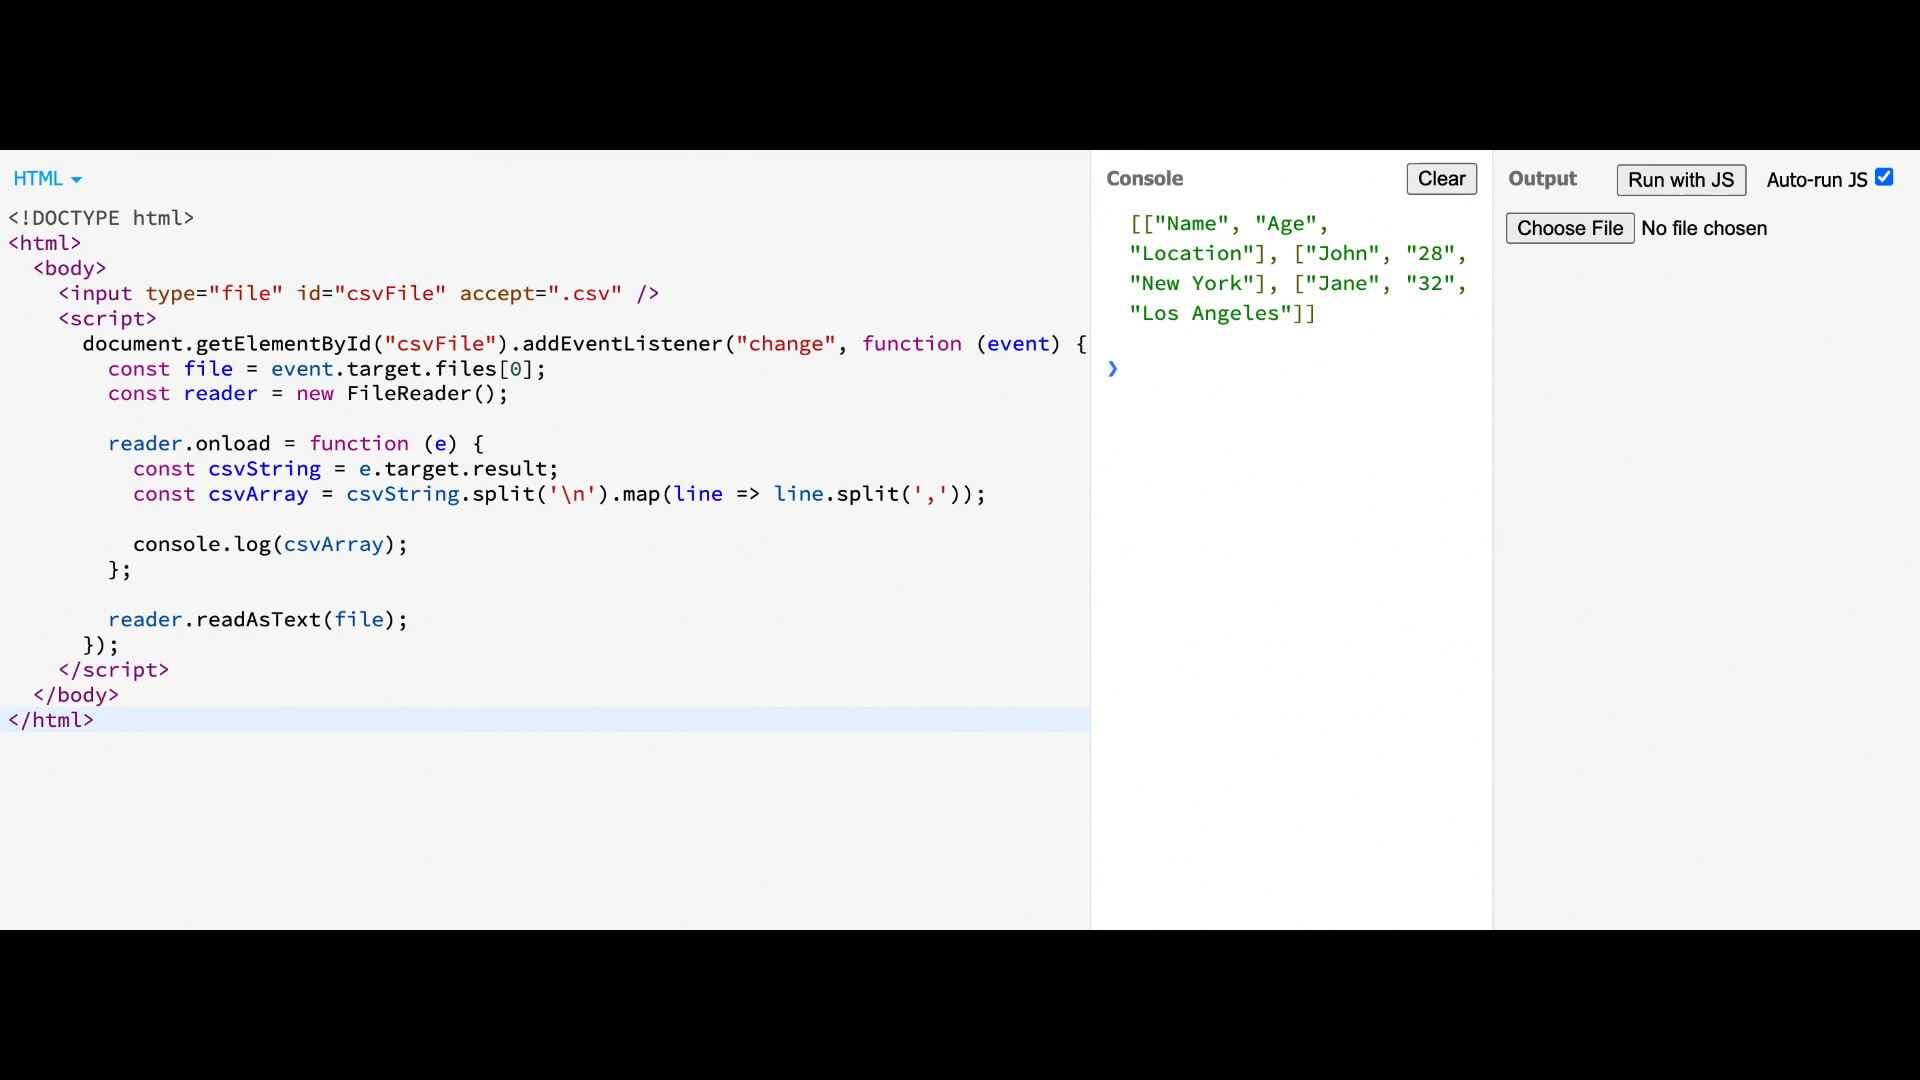 HTML
<!DOCTYPE html>
<html>
<body>
<input type="file" id="csvFile" accept=".csv" />
<script>
document.getElementById("csvFile").addEventListener("change", function (event) {
const file = event.target.files[0];
const reader = new FileReader();
reader.onload = function (e) {
const csvString = e.target.result;
const csvArray = csvString.split('\n').map(line => line.split(','));
console.log(csvArray);
};
reader.readAsText(file);
});
</script>
</body>
</html>
Console
Clear
[["Name", "Age",
"Location"], ["John", "28",
"New York"], ["Jane", "32",
"Los Angeles"]]
❯
Output
Run with JS
Auto-run JS
Choose File No file chosen